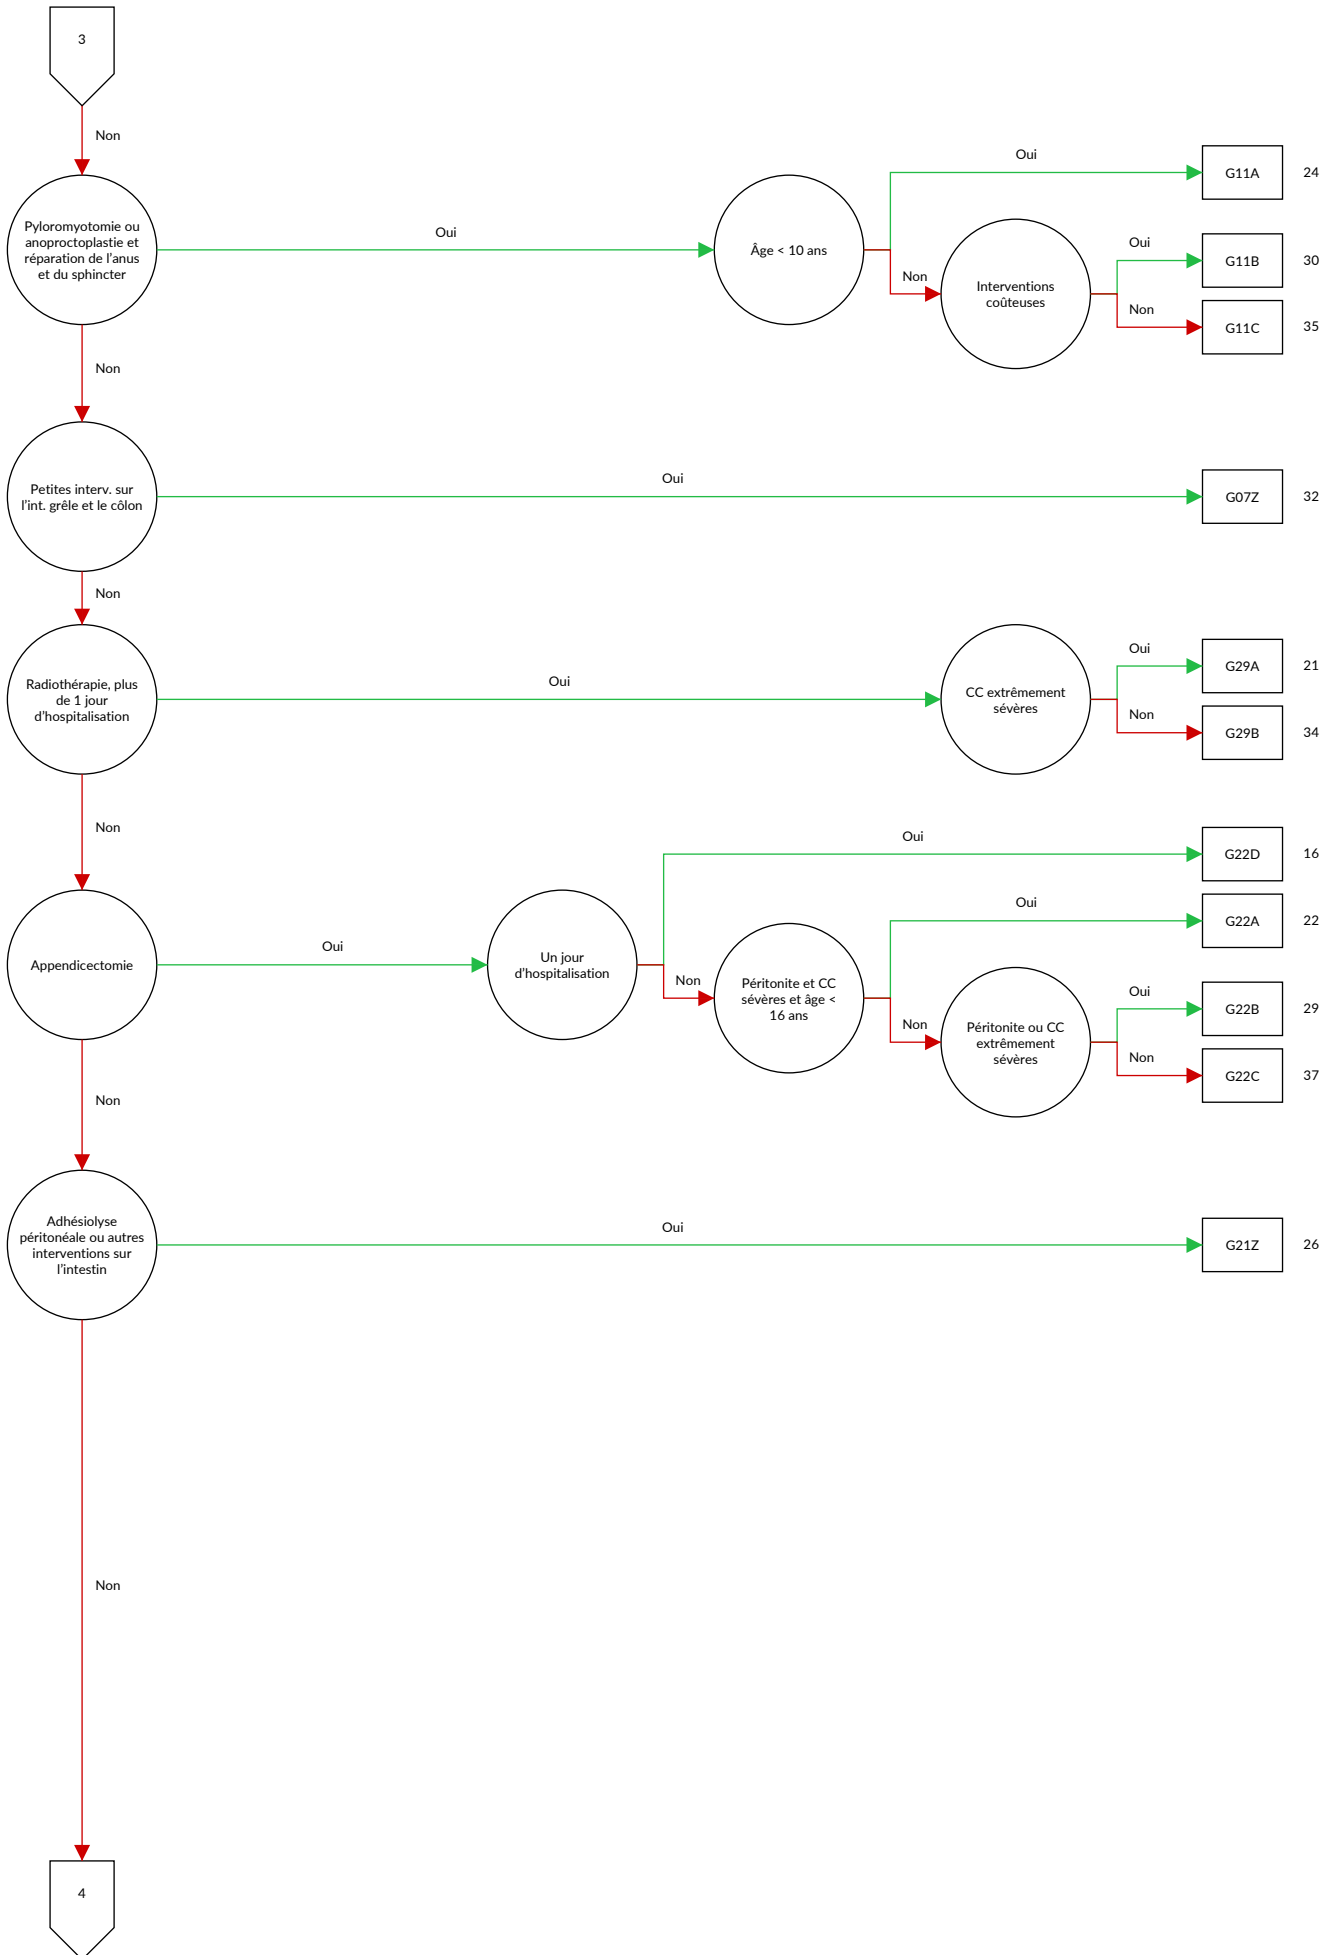 3
Non
Oui
G11A
24
Pyloromyotomie ou
anoproctoplastie et
réparation de l'anus
et du sphincter
Oui
Âge < 10 ans
Non
Interventions
coûteuses
Oui
G11B
30
Non
G11C
35
Non
Petites interv. sur
l'int. grêle et le côlon
Oui
G07Z
32
Non
Radiothérapie, plus
de 1 jour
d'hospitalisation
Oui
CC extrêmement
sévères
Oui
G29A
21
Non
G29B
34
Non
Appendicectomie
Oui
Un jour
d'hospitalisation
Oui
G22D
16
Non
Péritonite et CC
sévères et âge <
16 ans
Oui
G22A
22
Non
Péritonite ou CC
extrêmement
sévères
Oui
G22B
29
Non
G22C
37
Non
Adhésiolyse
péritonéale ou autres
interventions sur
l'intestin
Oui
G21Z
26
Non
4